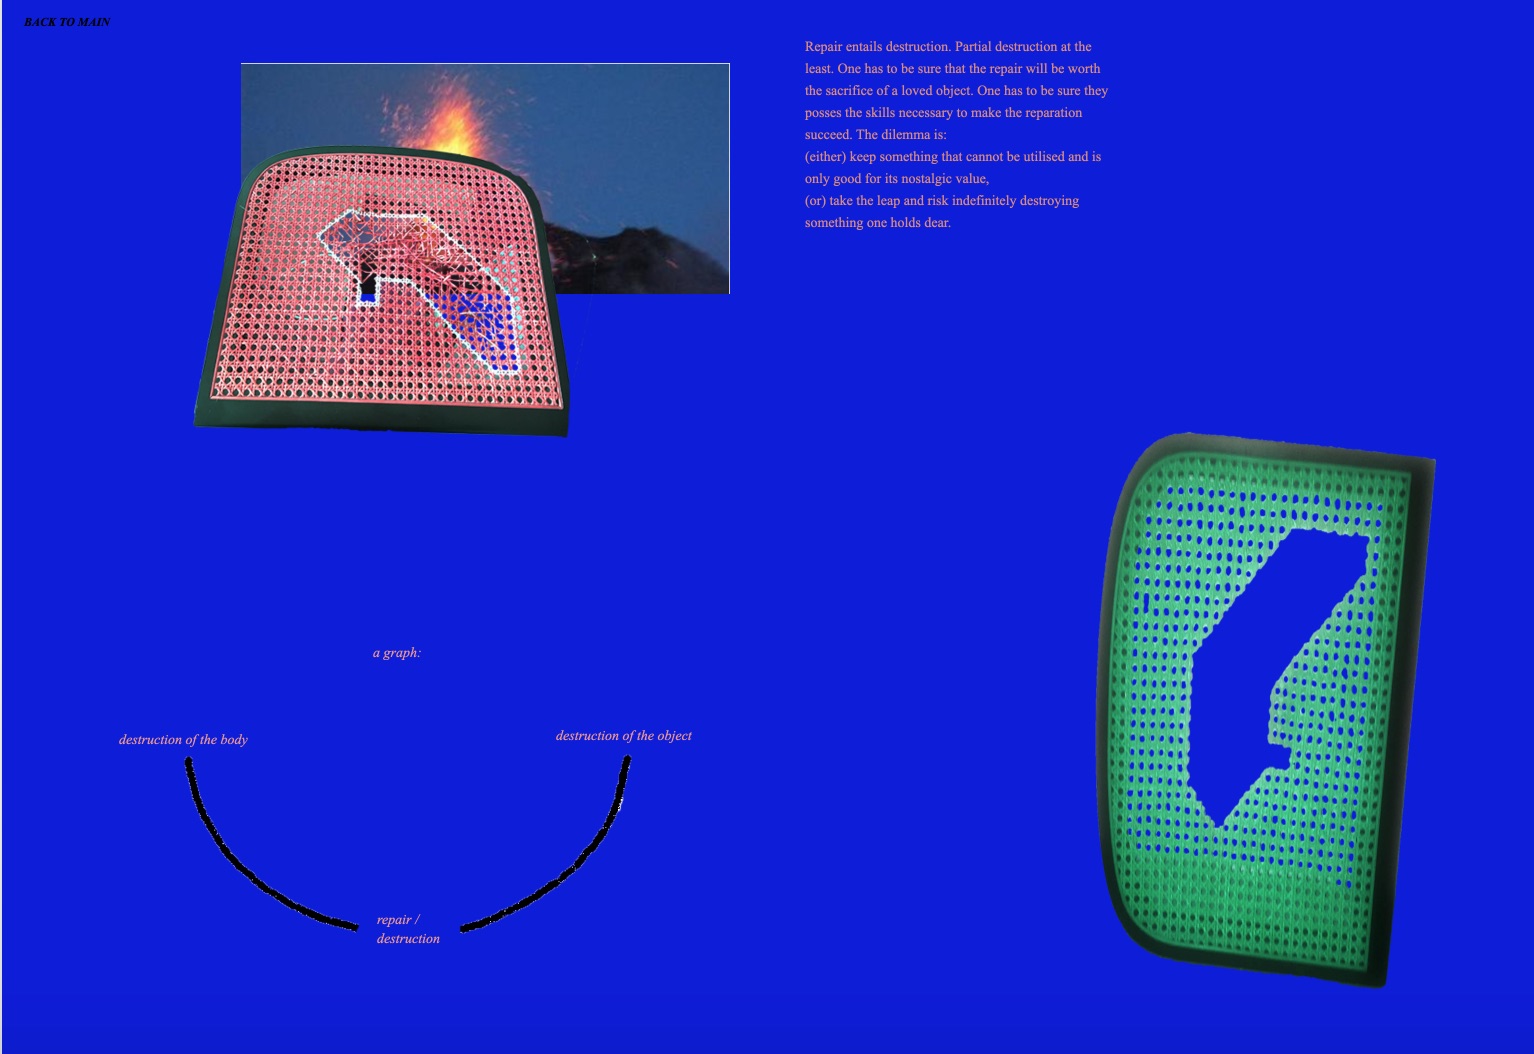 BACK TO MAIN
Repair entails destruction. Partial destruction at the
least. One has to be sure that the repair will be worth
the sacrifice of a loved object. One has to be sure they
posses the skills necessary to make the reparation
succeed. The dilemma is:
(either) keep something that cannot be utilised and is
only good for its nostalgic value,
(or) take the leap and risk indefinitely destroying
something one holds dear.
a graph:
destruction of the body
destruction of the object
repair /
destruction